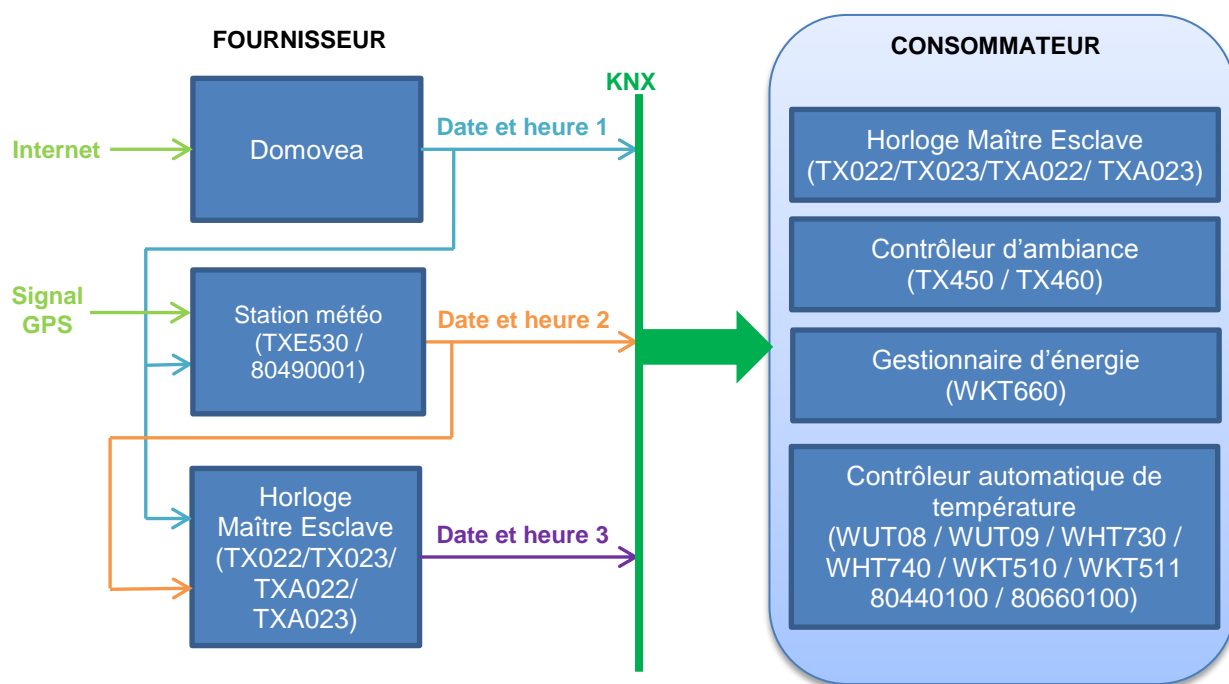 FOURNISSEUR
Internet
Domovea
Date et heure 1
Signal
GPS
Station météo
(TXE530 /
80490001)
Date et heure 2
Horloge
Maître Esclave
(TX022/TX023/
TXA022/
TXA023)
Date et heure 3
KNX
CONSOMMATEUR
Horloge Maître Esclave
(TX022/TX023/TXA022/ TXA023)
Contrôleur d’ambiance
(TX450 / TX460)
Gestionnaire d’énergie
(WKT660)
Contrôleur automatique de
température
(WUT08 / WUT09 / WHT730 /
WHT740 / WKT510 / WKT511
80440100 / 80660100)